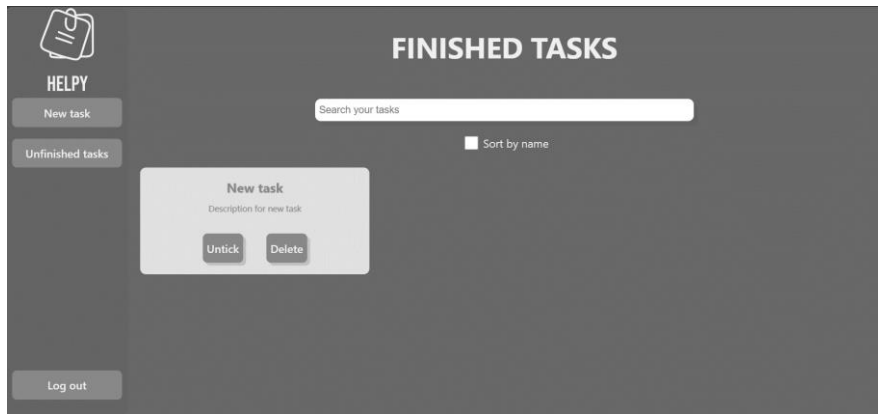 HELPY
New task
Unfinished tasks
Log out
FINISHED TASKS
Search your tasks
Sort by name
New task
Description for new task
Untick
Delete